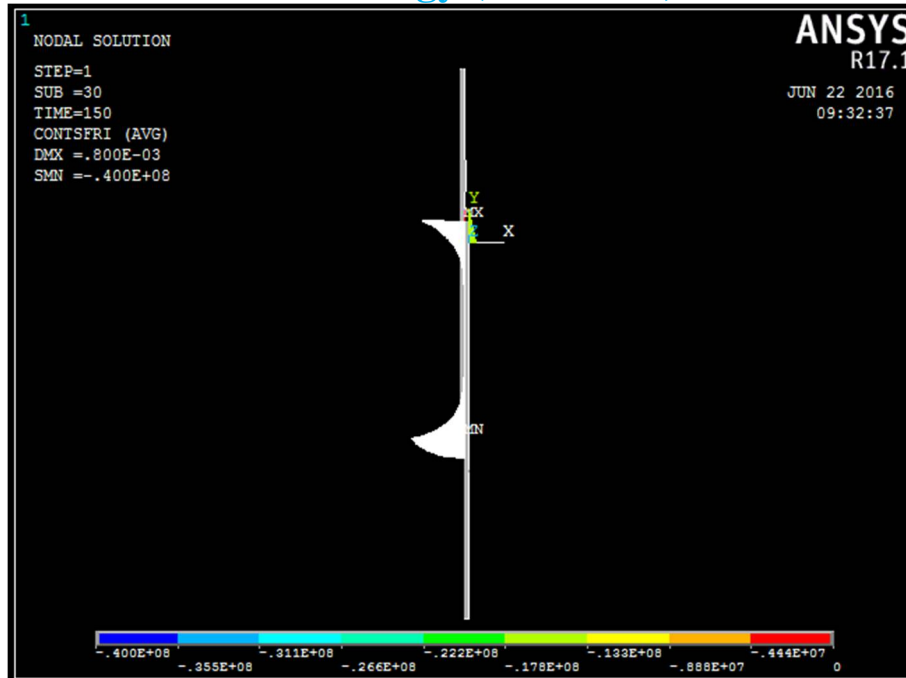 1
NODAL SOLUTION
STEP=1
SUB =30
TIME=150
CONTSFRI (AVG)
DMX =.800E-03
SMN =-.400E+08
ANSYS
R17.1
JUN 22 2016
09:32:37
Y
MX
Z X
MN
-.400E+08 -.311E+08 -.222E+08 -.133E+08 -.444E+07
-.355E+08 -.266E+08 -.178E+08 -.888E+07 0